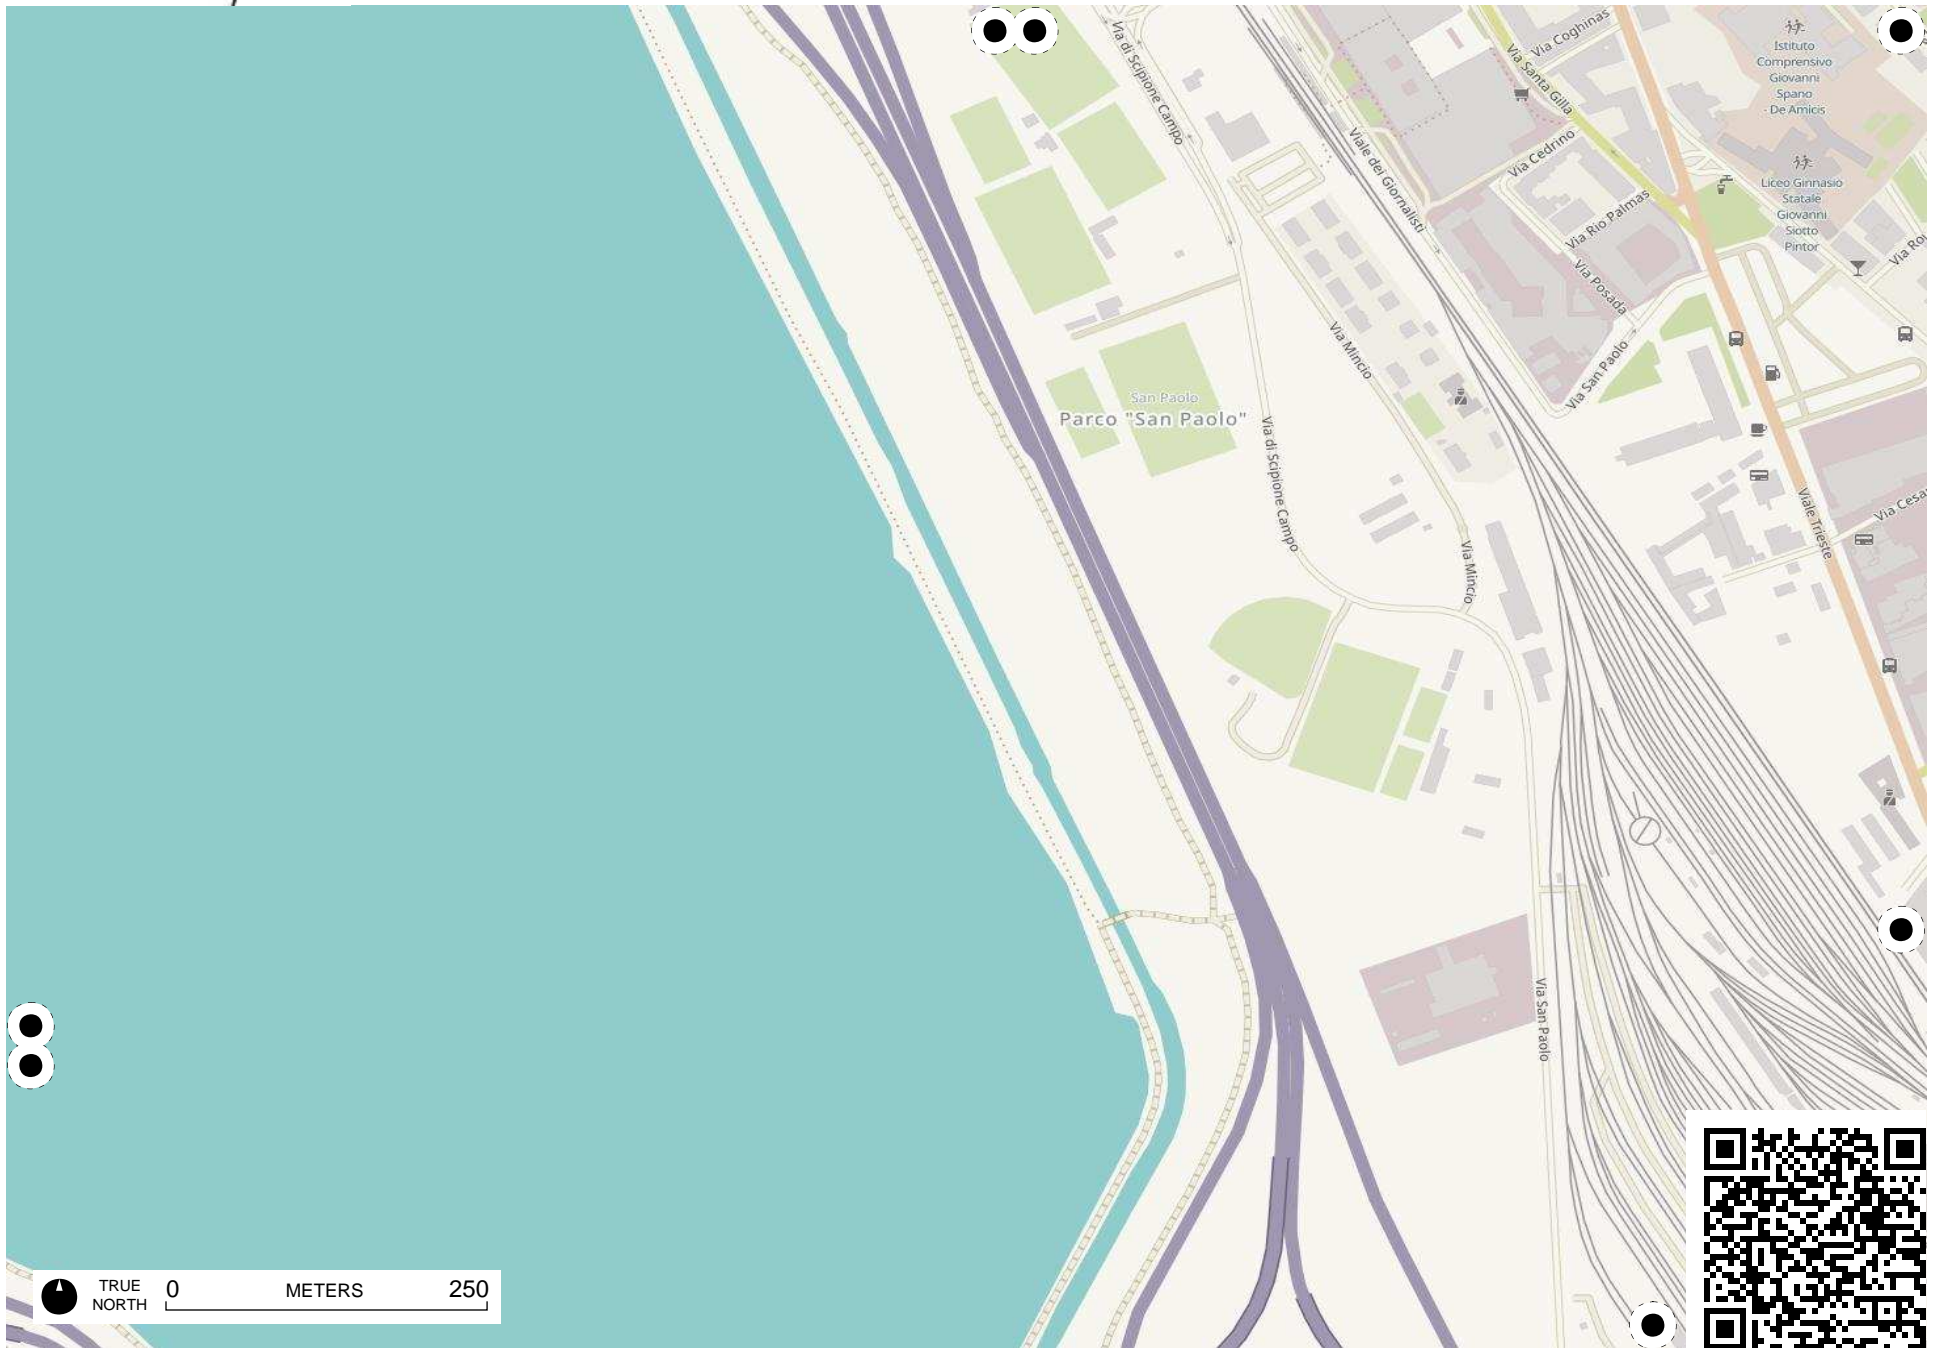 Via di Scipione Campo
Via Coghinas
Via Santa Gilla
Istituto
Comprensivo
Giovanni
Spano
- De Amicis
Viale dei Giornalisti
Via Cedrino
Liceo Ginnasio
Statale
Giovanni
Siotto
Pintor
Via Rio Palmas
Via Posada
Via Mincio
Via San Paolo
San Paolo
Parco "San Paolo"
Via di Scipione Campo
Viale Trieste
Via Mincio
Via San Paolo
TRUE
NORTH
0 METERS 250